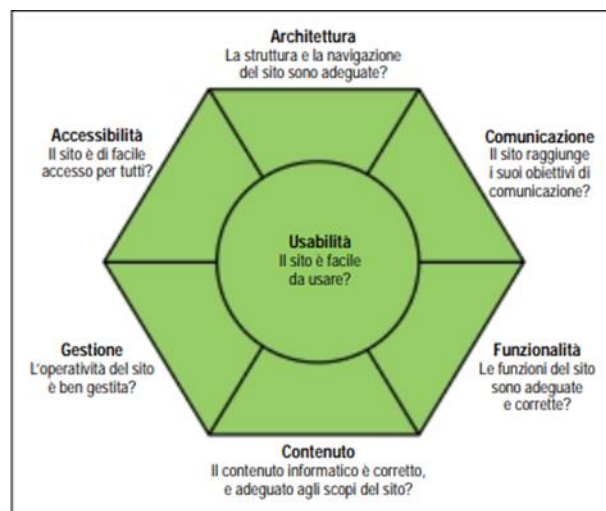 Architettura
La struttura e la navigazione
del sito sono adeguate?
Accessibilità
Il sito è di facile
accesso per tutti?
Comunicazione
Il sito raggiunge
i suoi obiettivi di
comunicazione?
Usabilità
Il sito è facile
da usare?
Gestione
L'operatività del sito
è ben gestita?
Funzionalità
Le funzioni del sito
sono adeguate
e corrette?
Contenuto
Il contenuto informatico è corretto,
e adeguato agli scopi del sito?